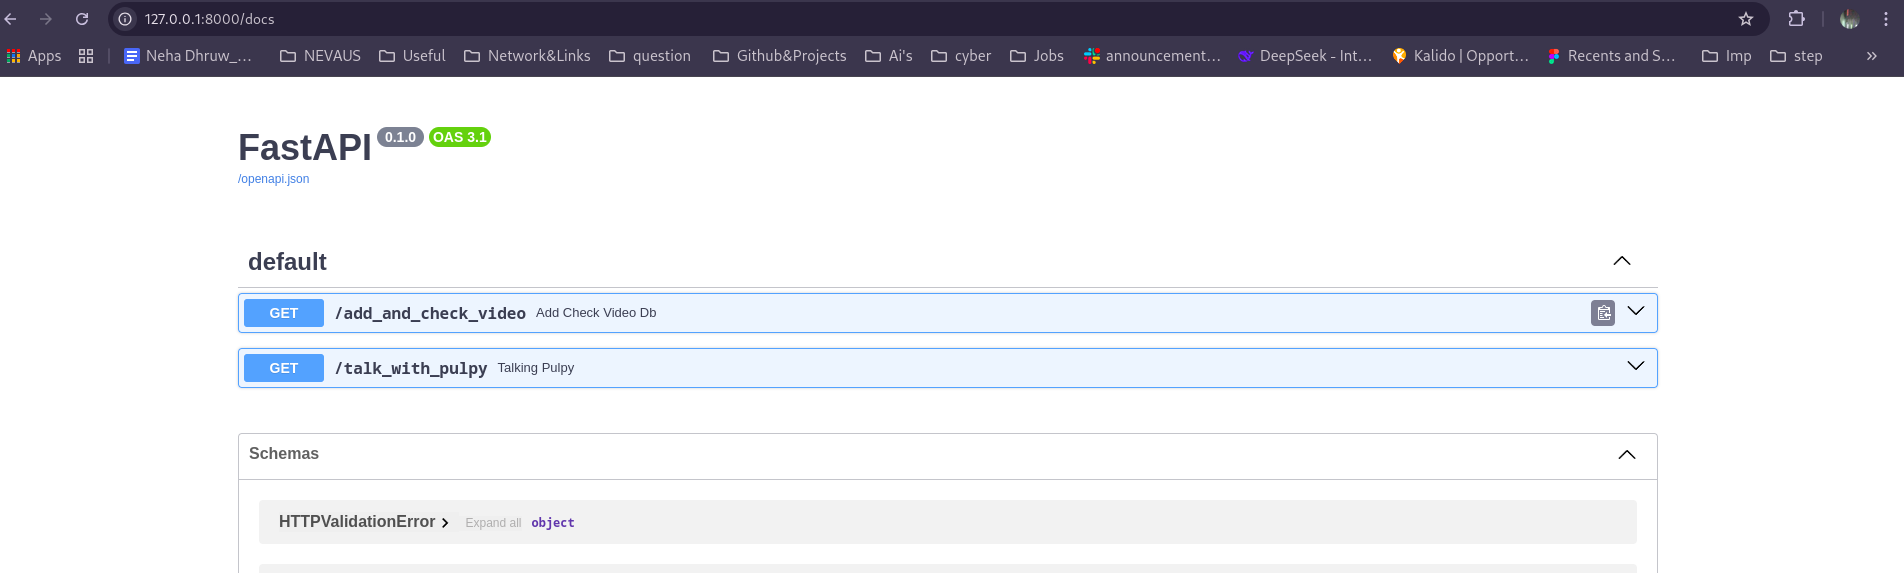 127.0.0.1:8000/docs
Apps Neha Dhruw_... NEVAUS Useful Network&Links question Github&Projects Ai's cyber Jobs announcement... DeepSeek - Int... Kalido | Opport... Recents and S... Imp step »
FastAPI 0.1.0 OAS 3.1
/openapi.json
default
GET /add_and_check_video Add Check Video Db
GET /talk_with_pulpy Talking Pulpy
Schemas
HTTPValidationError Expand all object